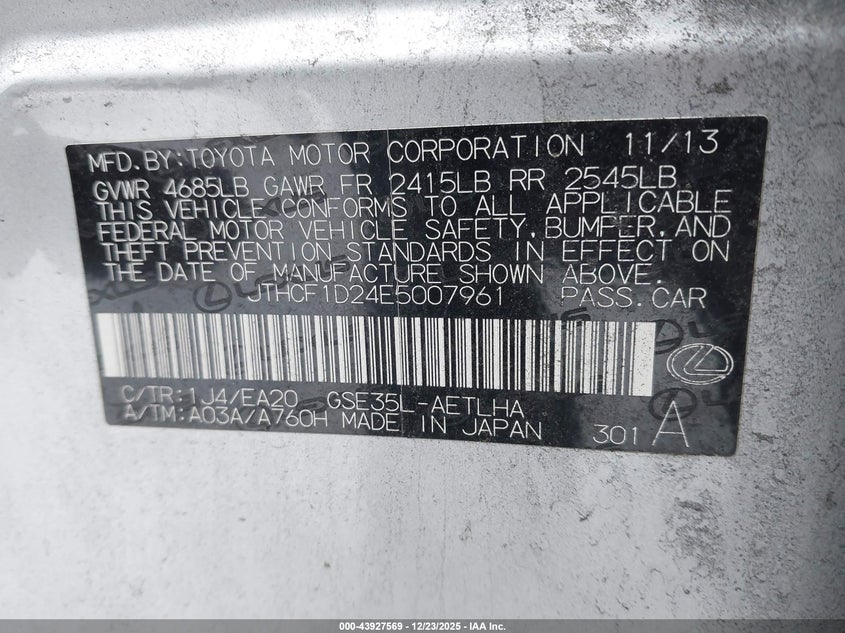 MFD.BY:TOYOTA MOTOR CORPORATION 11/13
GVWR 4685LB GAWR FR 2415LB RR 2545LB
THIS VEHICLE CONFORMS TO ALL APPLICABLE
FEDERAL MOTOR VEHICLE SAFETY, BUMPER, AND
THEFT PREVENTION STANDARDS IN EFFECT ON
THE DATE OF MANUFACTURE SHOWN ABOVE.
JTHCF1D24E5007961 PASS.CAR
C/TR:1J4/EA20 GSE35L-AETLHA
A/TM:A03A/A760H MADE IN JAPAN 301 A
000-43927569 | 12/23/2025 - IAA Inc.